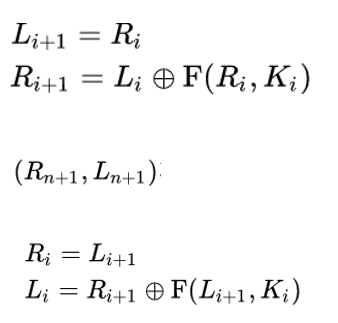 L_{i+1} = R_i
R_{i+1} = L_i ⊕ F(R_i, K_i)
(R_{n+1}, L_{n+1})
R_i = L_{i+1}
L_i = R_{i+1} ⊕ F(L_{i+1}, K_i)